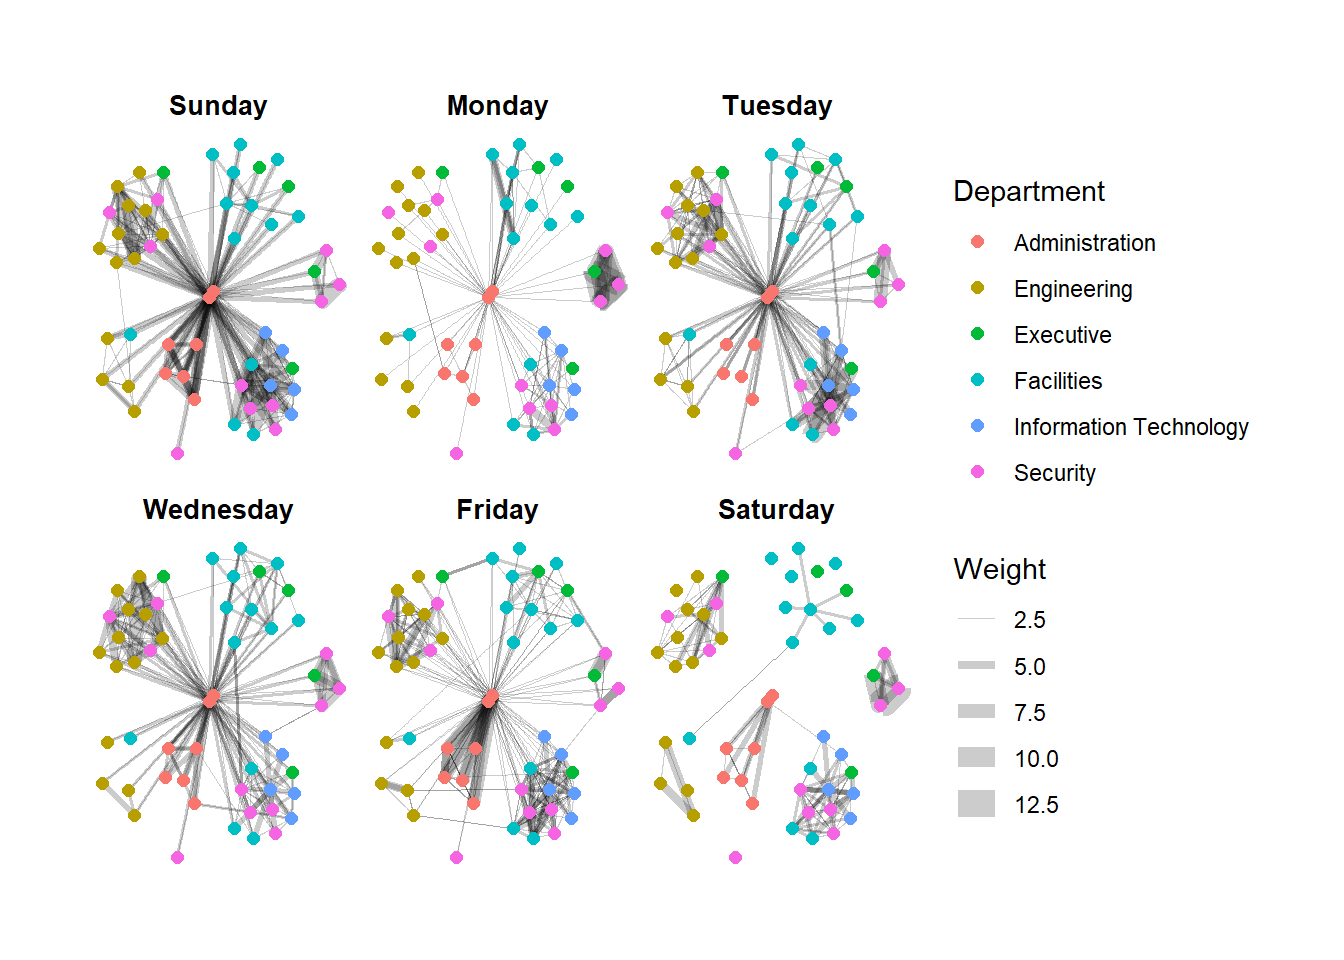 Sunday
Monday
Tuesday
Wednesday
Friday
Saturday
Department
Administration
Engineering
Executive
Facilities
Information Technology
Security
Weight
2.5
5.0
7.5
10.0
12.5